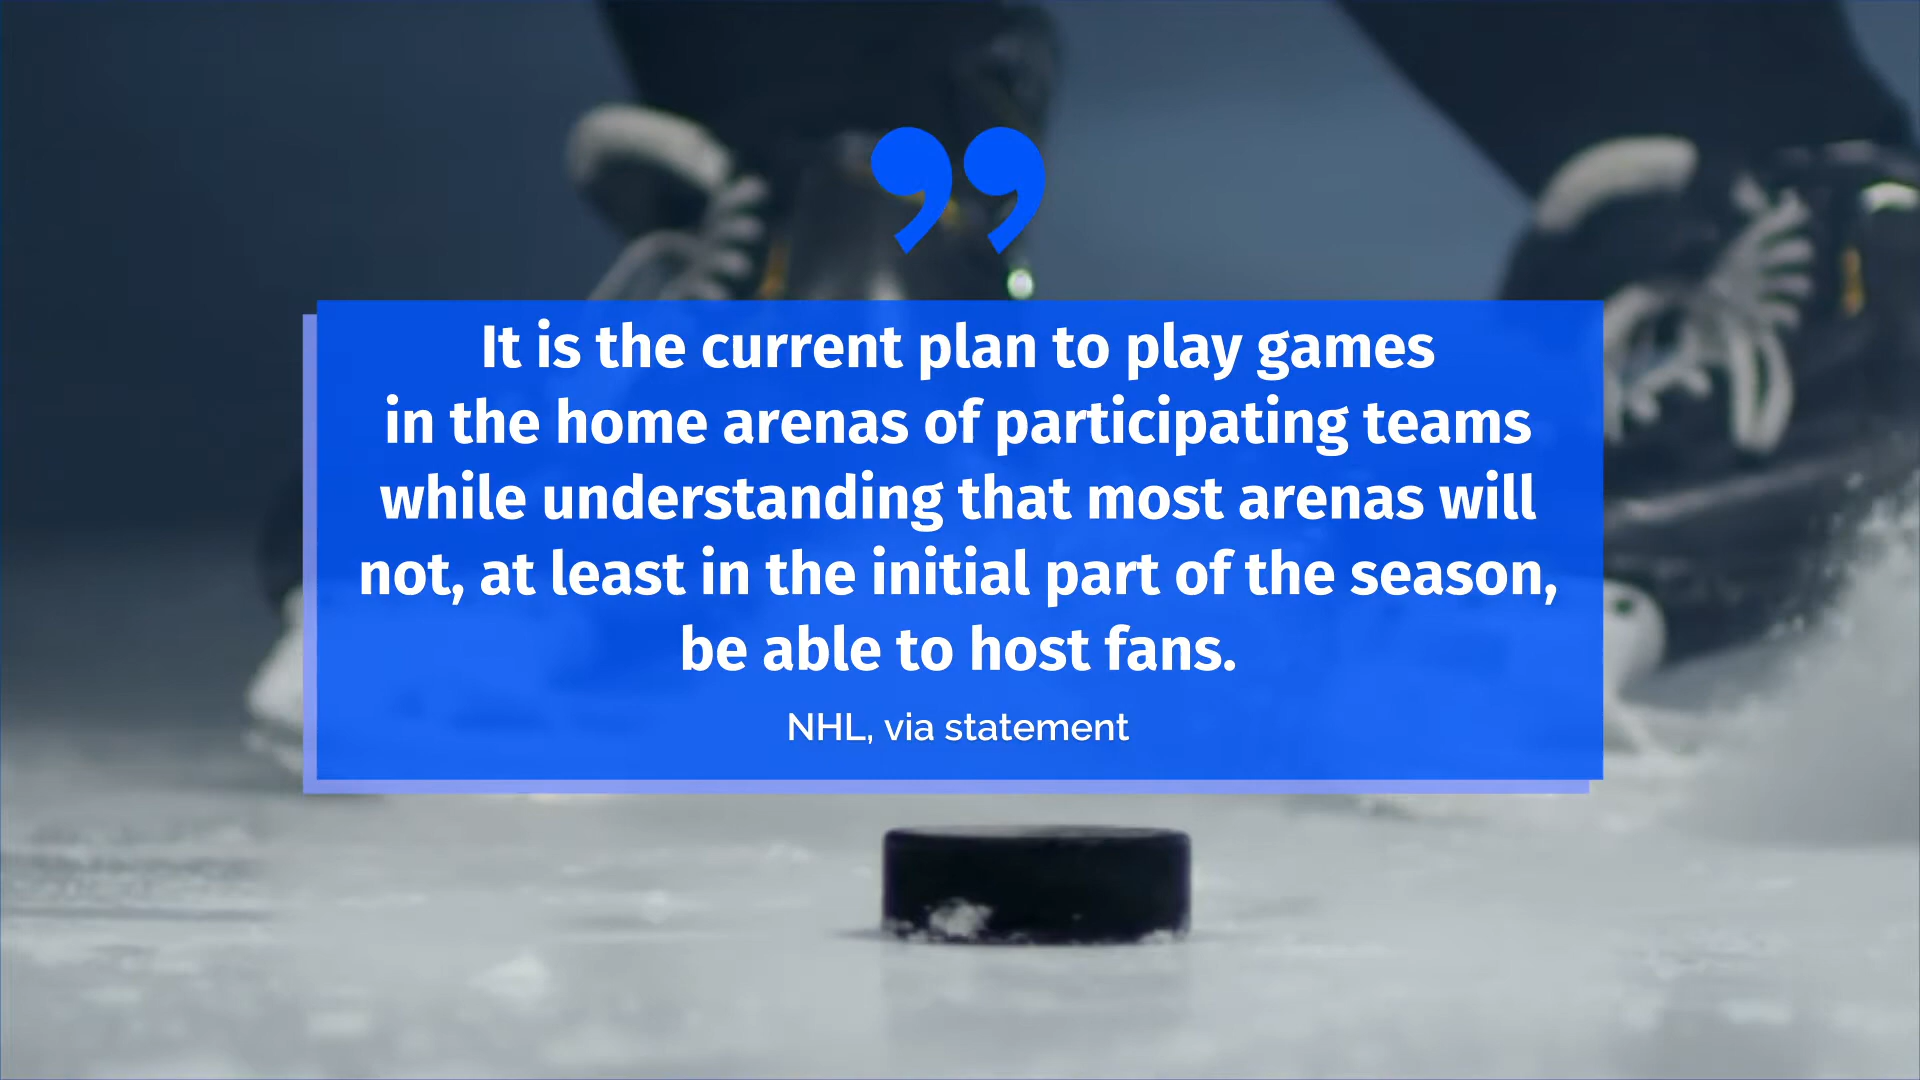 ”
It is the current plan to play games
in the home arenas of participating teams
while understanding that most arenas will
not, at least in the initial part of the season,
be able to host fans.
NHL, via statement